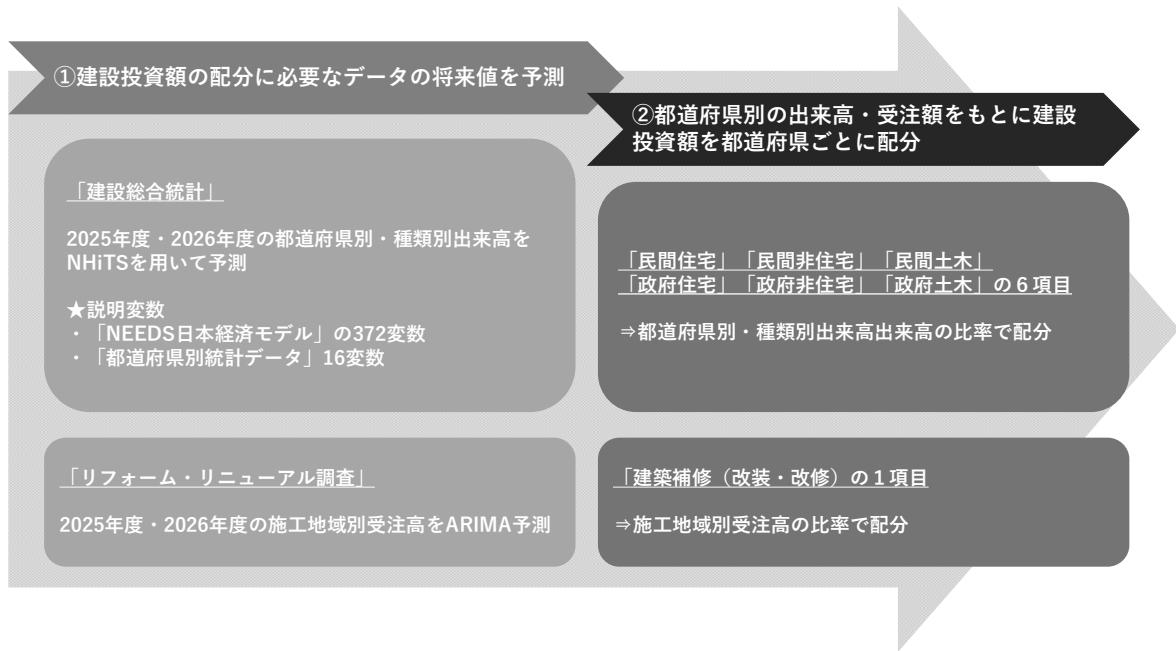 ①建設投資額の配分に必要なデータの将来値を予測
「建設総合統計」
2025年度・2026年度の都道府県別・種類別出来高を
NHiTSを用いて予測
★説明変数
・「NEEDS日本経済モデル」の372変数
・「都道府県別統計データ」16変数
「リフォーム・リニューアル調査」
2025年度・2026年度の施工地域別受注高をARIMA予測
②都道府県別の出来高・受注額をもとに建設
投資額を都道府県ごとに配分
「民間住宅」「民間非住宅」「民間土木」
「政府住宅」「政府非住宅」「政府土木」の６項目
⇒都道府県別・種類別出来高出来高の比率で配分
「建築補修（改装・改修）の１項目
⇒施工地域別受注高の比率で配分